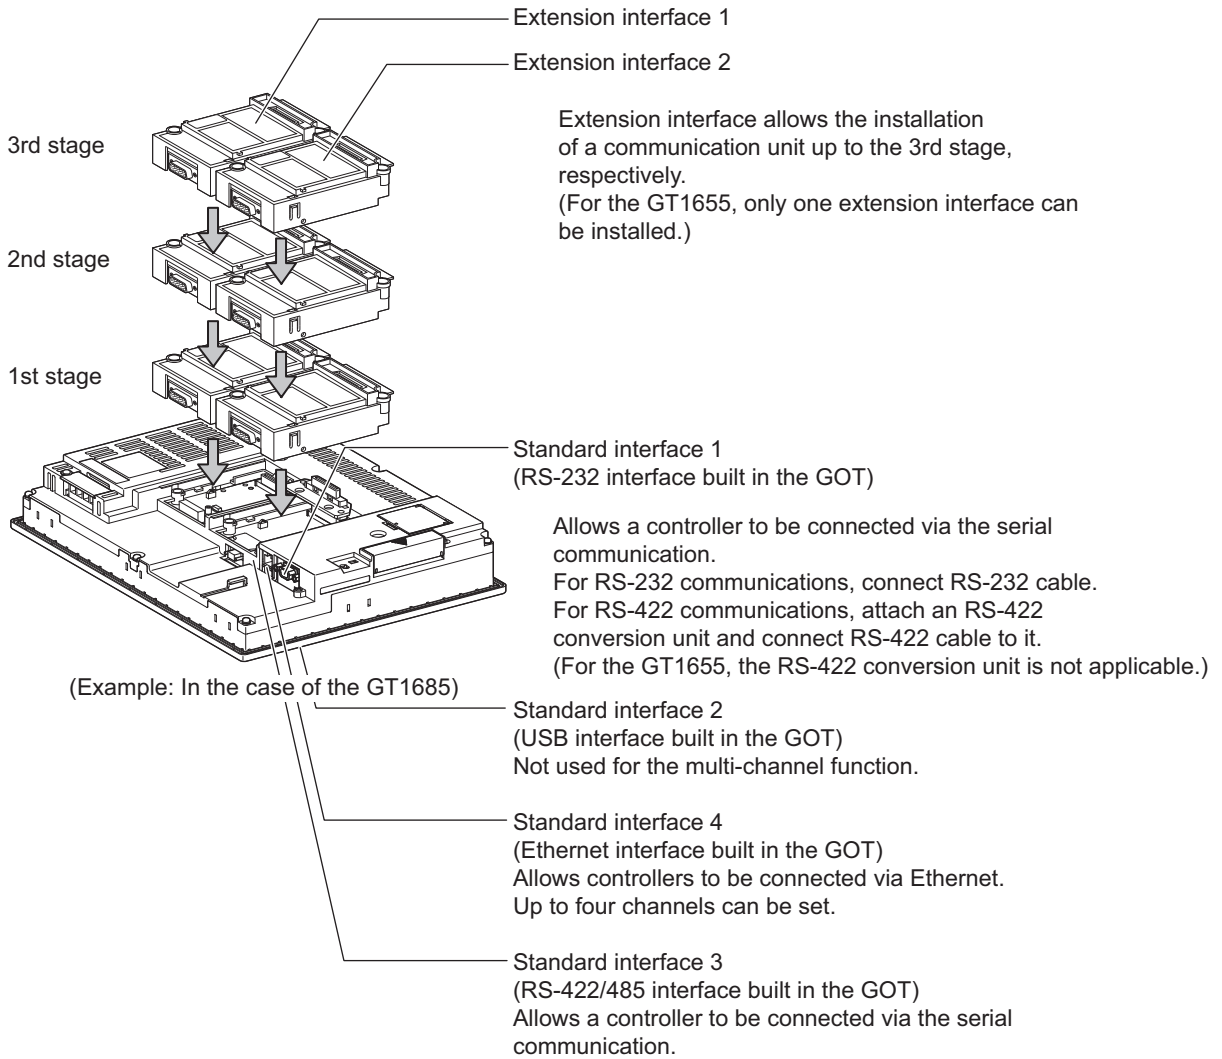 Extension interface 1
Extension interface 2
Extension interface allows the installation
of a communication unit up to the 3rd stage,
respectively.
(For the GT1655, only one extension interface can
be installed.)
3rd stage
2nd stage
1st stage
Standard interface 1
(RS-232 interface built in the GOT)
Allows a controller to be connected via the serial
communication.
For RS-232 communications, connect RS-232 cable.
For RS-422 communications, attach an RS-422
conversion unit and connect RS-422 cable to it.
(For the GT1655, the RS-422 conversion unit is not applicable.)
(Example: In the case of the GT1685)
Standard interface 2
(USB interface built in the GOT)
Not used for the multi-channel function.
Standard interface 4
(Ethernet interface built in the GOT)
Allows controllers to be connected via Ethernet.
Up to four channels can be set.
Standard interface 3
(RS-422/485 interface built in the GOT)
Allows a controller to be connected via the serial
communication.